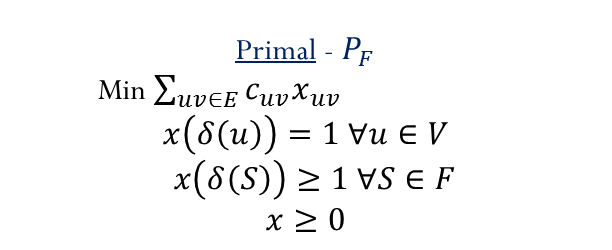 Primal - P_F
Min ∑_{uv∈E} c_{uv}x_{uv}
x(δ(u)) = 1 ∀u ∈ V
x(δ(S)) ≥ 1 ∀S ∈ F
x ≥ 0